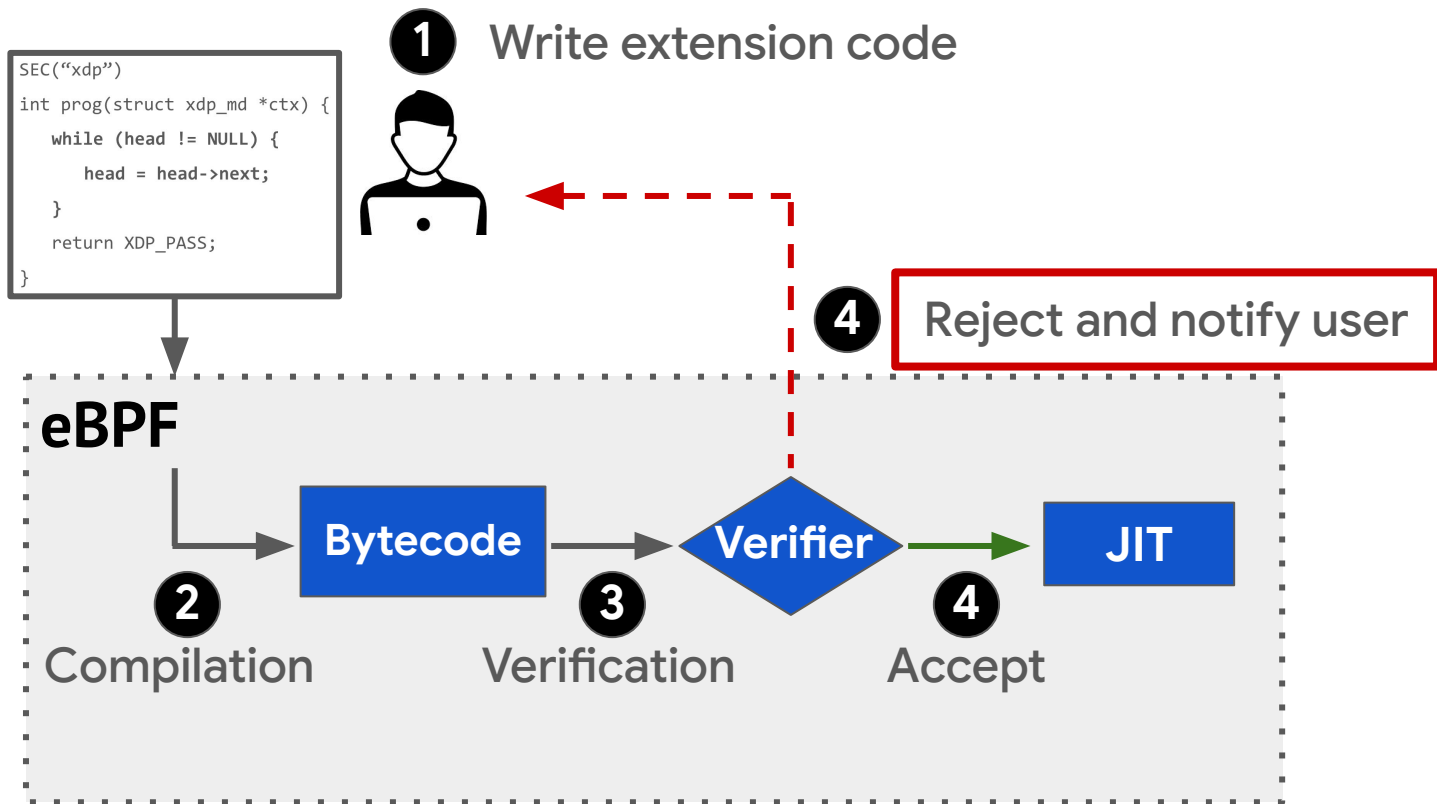 1 Write extension code
SEC(“xdp”)
int prog(struct xdp_md *ctx) {
while (head != NULL) {
head = head->next;
}
return XDP_PASS;
}
4 Reject and notify user
eBPF
Bytecode
Verifier
JIT
2
3
4
Compilation
Verification
Accept